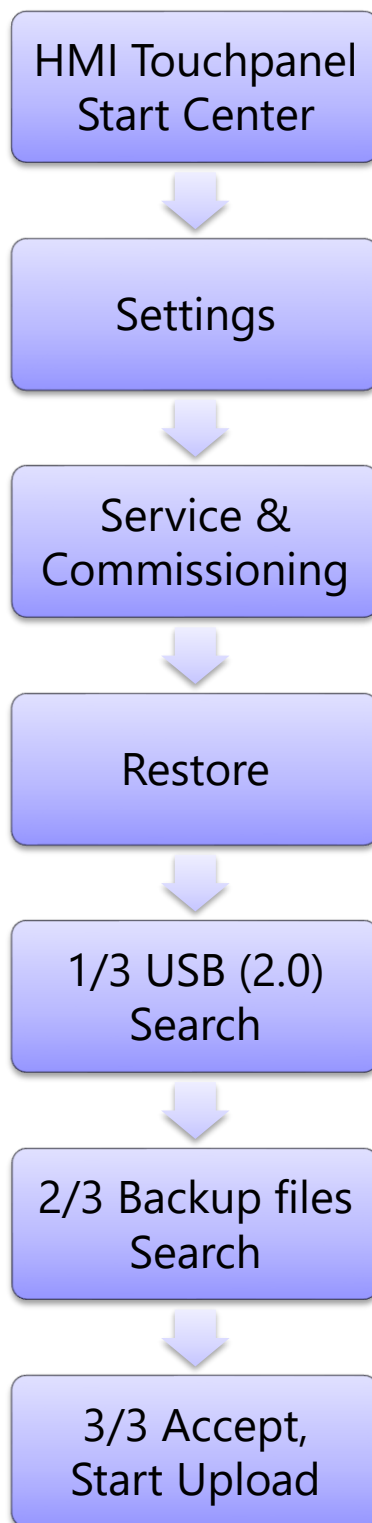 HMI Touchpanel
Start Center
Settings
Service &
Commissioning
Restore
1/3 USB (2.0)
Search
2/3 Backup files
Search
3/3 Accept,
Start Upload